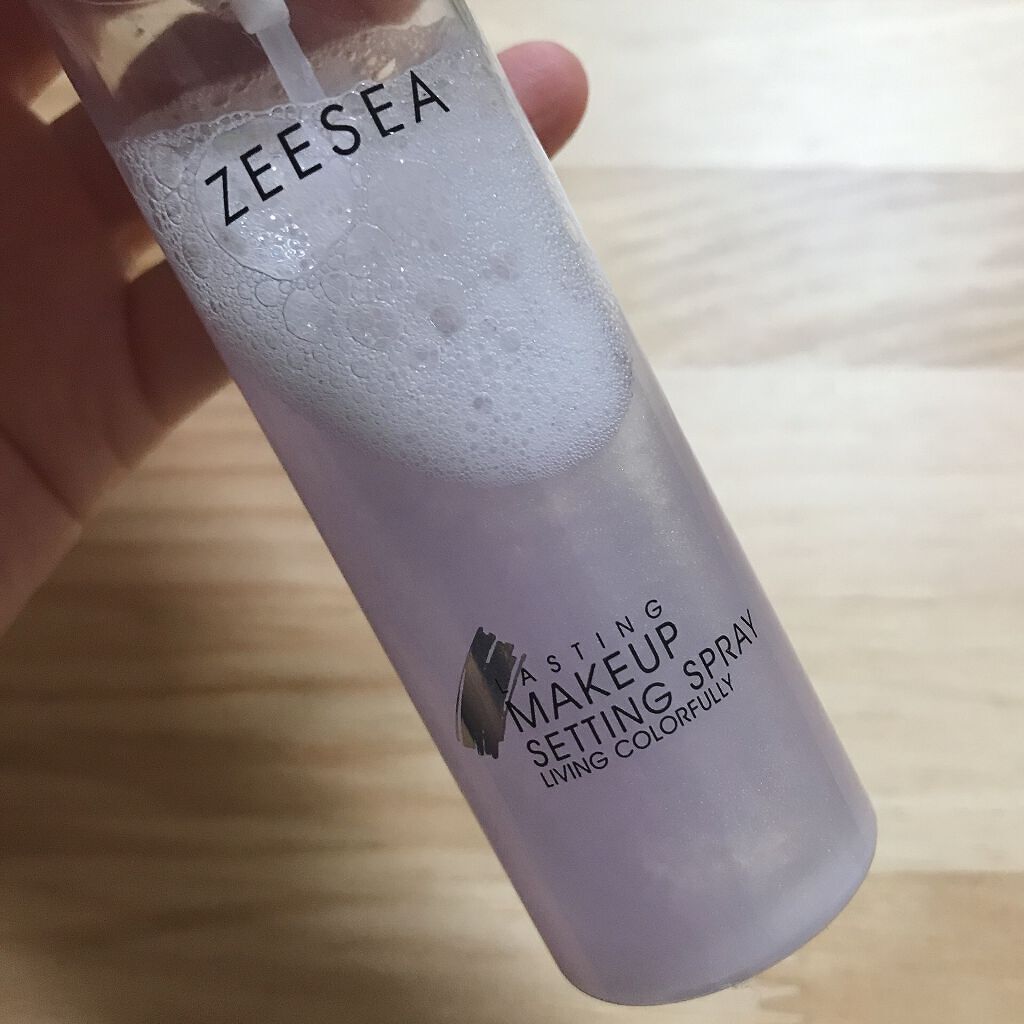 ZEESEA
LASTING
MAKEUP
SETTING SPRAY
LIVING COLORFULLY